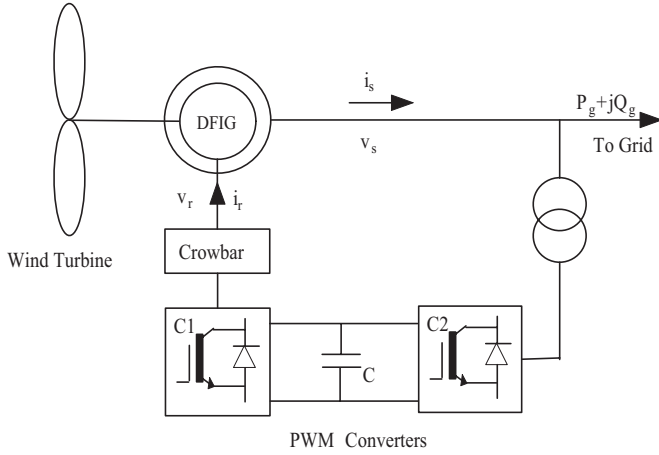 i_s
P_g+jQ_g
DFIG
v_s
To Grid
v_r
i_r
Wind Turbine
Crowbar
C1
C2
C
PWM Converters